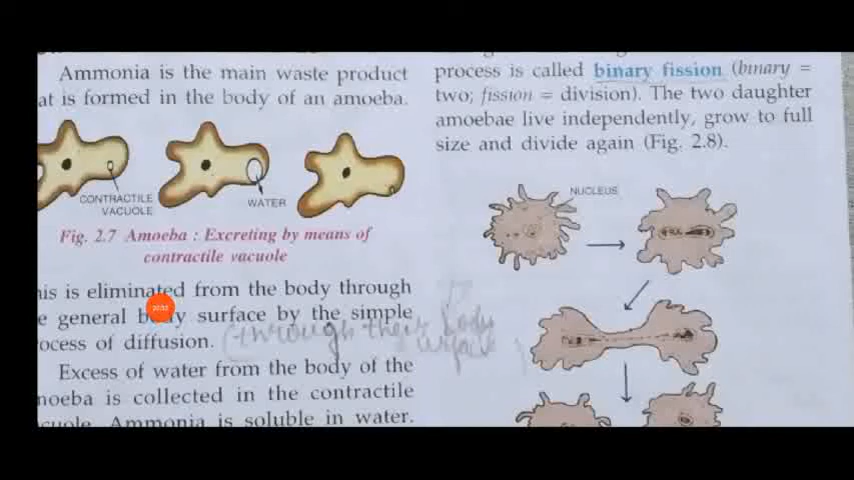 Ammonia is the main waste product
at is formed in the body of an amoeba.
CONTRACTILE
VACUOLE
WATER
Fig. 2.7 Amoeba : Excreting by means of
contractile vacuole
his is eliminated from the body through
e general body surface by the simple
rocess of diffusion. (through their body
surface)
Excess of water from the body of the
moeba is collected in the contractile
cuole. Ammonia is soluble in water.
process is called binary fission (binary =
two; fission = division). The two daughter
amoebae live independently, grow to full
size and divide again (Fig. 2.8).
NUCLEUS